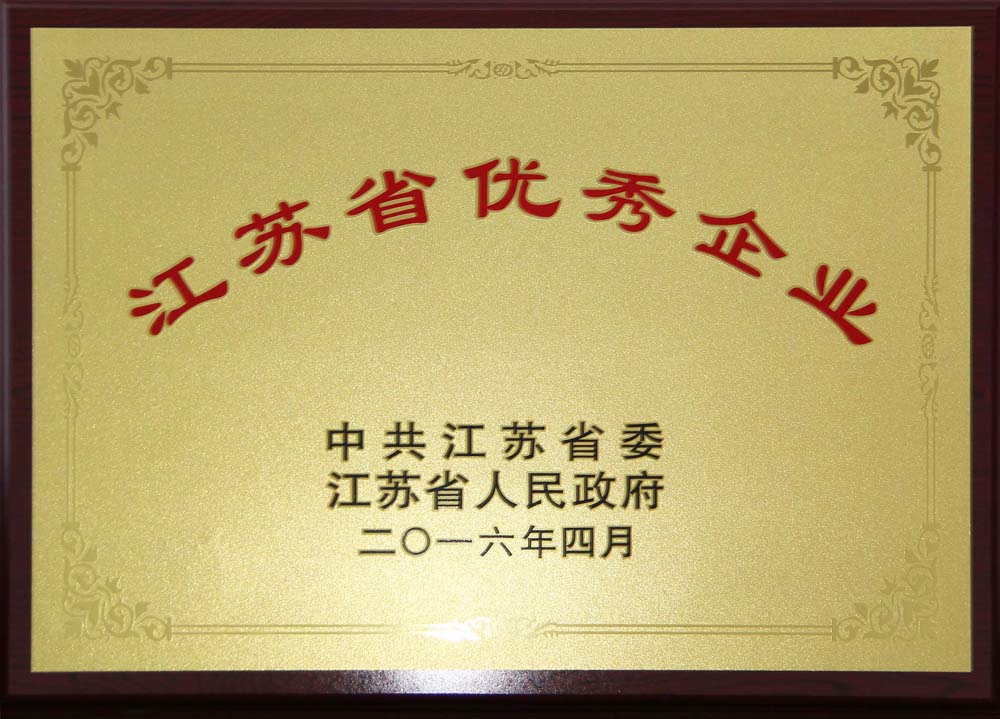 江苏省优秀企业
中共江苏省委
江苏省人民政府
二〇一六年四月